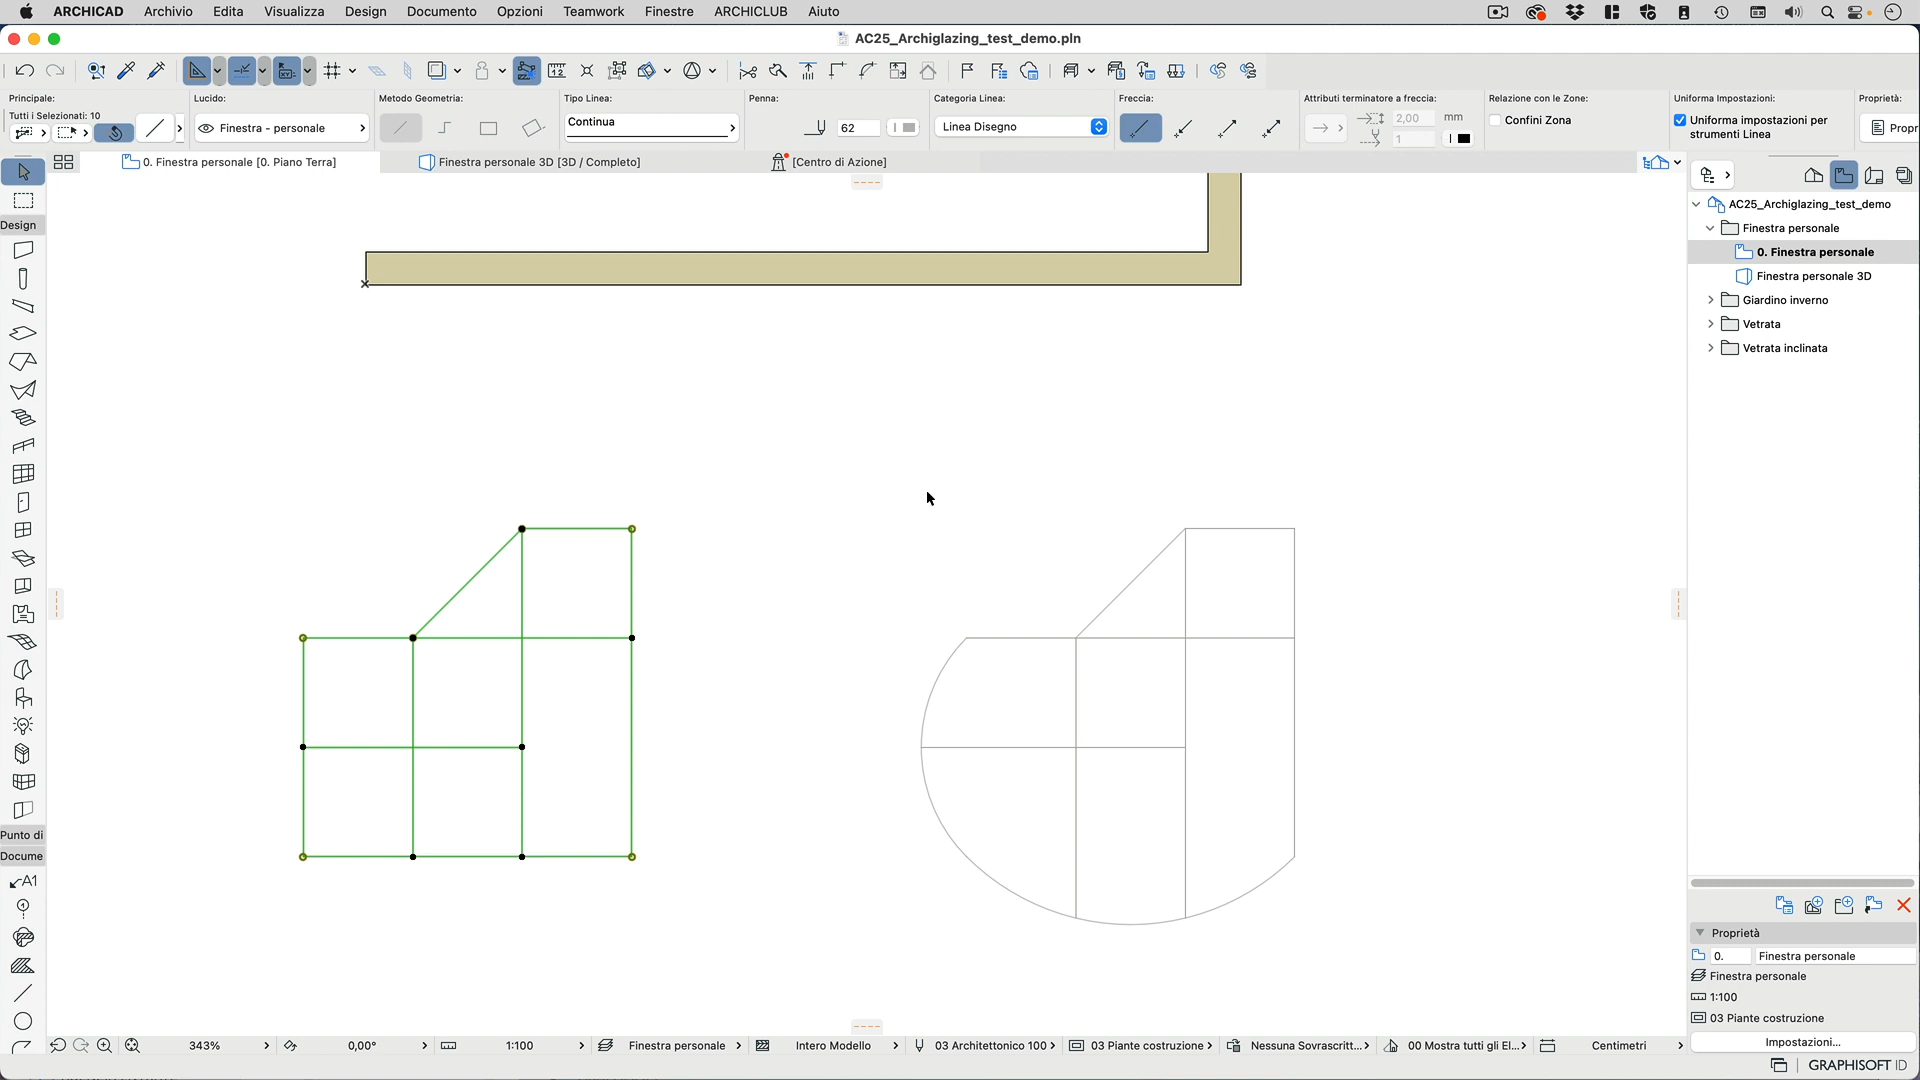 ARCHICAD Archivio Edita Visualizza Design Documento Opzioni Teamwork Finestre ARCHICLUB Aiuto
AC25_Archiglazing_test_demo.pln
Principale: Lucido: Metodo Geometria: Tipo Linea: Penna: Categoria Linea: Freccia: Attributi terminatore a freccia: Relazione con le Zone: Uniforma Impostazioni: Proprietà:
Tutti i Selezionati: 10
Finestra - personale
Continua
62
Linea Disegno
2,00 mm
1
Confini Zona
Uniforma impostazioni per
strumenti Linea
Propr
0. Finestra personale [0. Piano Terra]
Finestra personale 3D [3D / Completo]
[Centro di Azione]
Design
Punto di
Docume
A1
AC25_Archiglazing_test_demo
Finestra personale
0. Finestra personale
Finestra personale 3D
Giardino inverno
Vetrata
Vetrata inclinata
Proprietà
0. Finestra personale
Finestra personale
1:100
03 Piante costruzione
Impostazioni...
343% 0,00° 1:100 Finestra personale Intero Modello 03 Architettonico 100 03 Piante costruzione Nessuna Sovrascritt... 00 Mostra tutti gli El... Centimetri
GRAPHISOFT ID